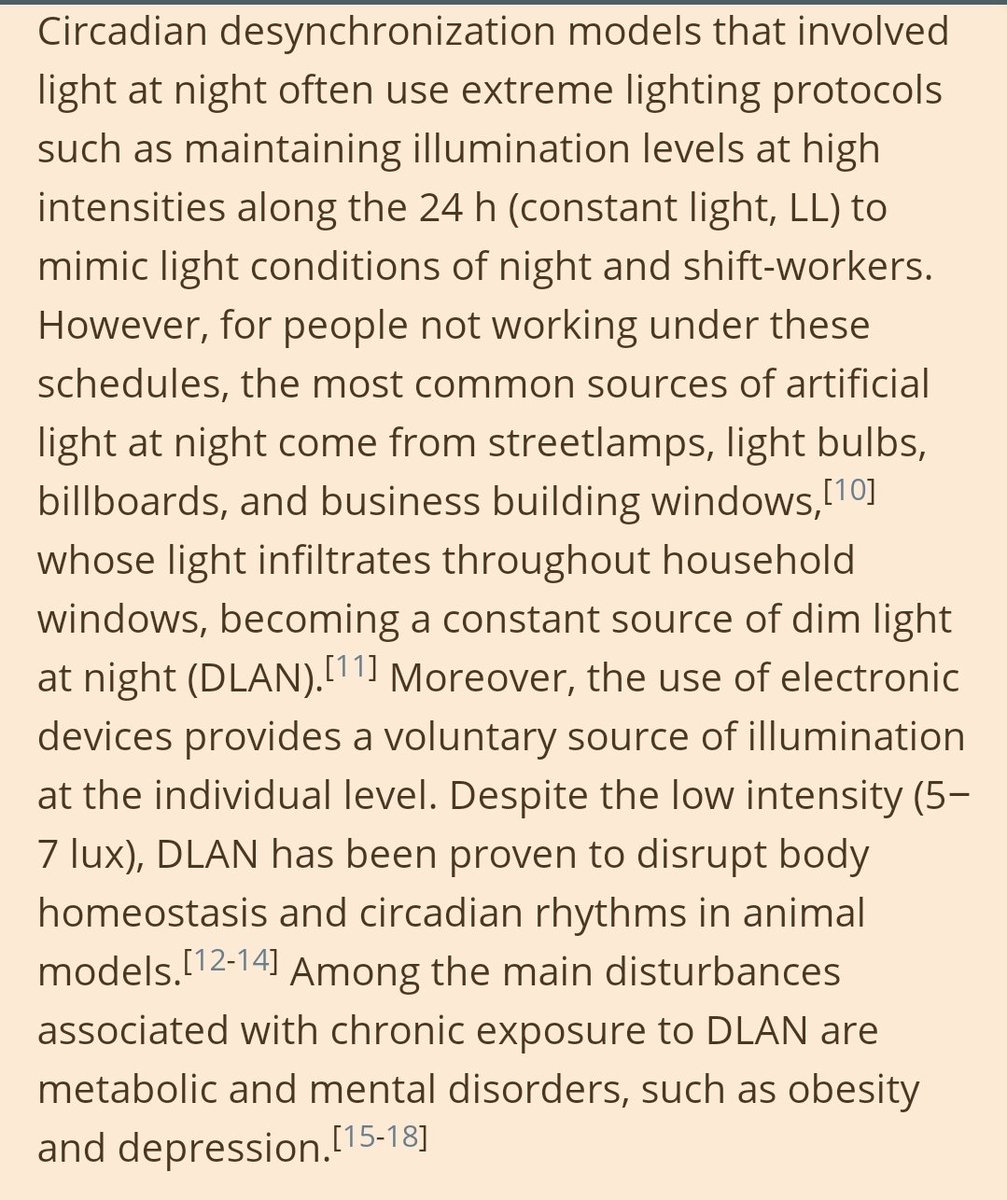 Circadian desynchronization models that involved
light at night often use extreme lighting protocols
such as maintaining illumination levels at high
intensities along the 24 h (constant light, LL) to
mimic light conditions of night and shift-workers.
However, for people not working under these
schedules, the most common sources of artificial
light at night come from streetlamps, light bulbs,
billboards, and business building windows,[10]
whose light infiltrates throughout household
windows, becoming a constant source of dim light
at night (DLAN).[11] Moreover, the use of electronic
devices provides a voluntary source of illumination
at the individual level. Despite the low intensity (5–
7 lux), DLAN has been proven to disrupt body
homeostasis and circadian rhythms in animal
models.[12-14] Among the main disturbances
associated with chronic exposure to DLAN are
metabolic and mental disorders, such as obesity
and depression.[15-18]